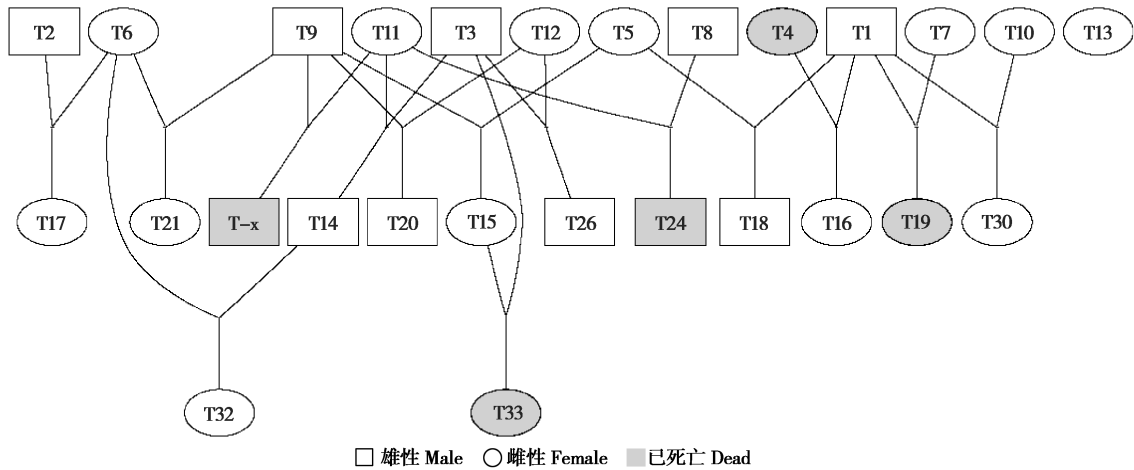 T2 T6 T9 T11 T3 T12 T5 T8 T4 T1 T7 T10 T13
T17 T21 T-x T14 T20 T15 T26 T24 T18 T16 T19 T30
T32 T33
雄性 Male 雌性 Female 已死亡 Dead